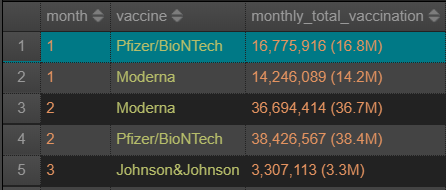 month vaccine monthly_total_vaccination
1 1 Pfizer/BioNTech 16,775,916 (16.8M)
2 1 Moderna 14,246,089 (14.2M)
3 2 Moderna 36,694,414 (36.7M)
4 2 Pfizer/BioNTech 38,426,567 (38.4M)
5 3 Johnson&Johnson 3,307,113 (3.3M)